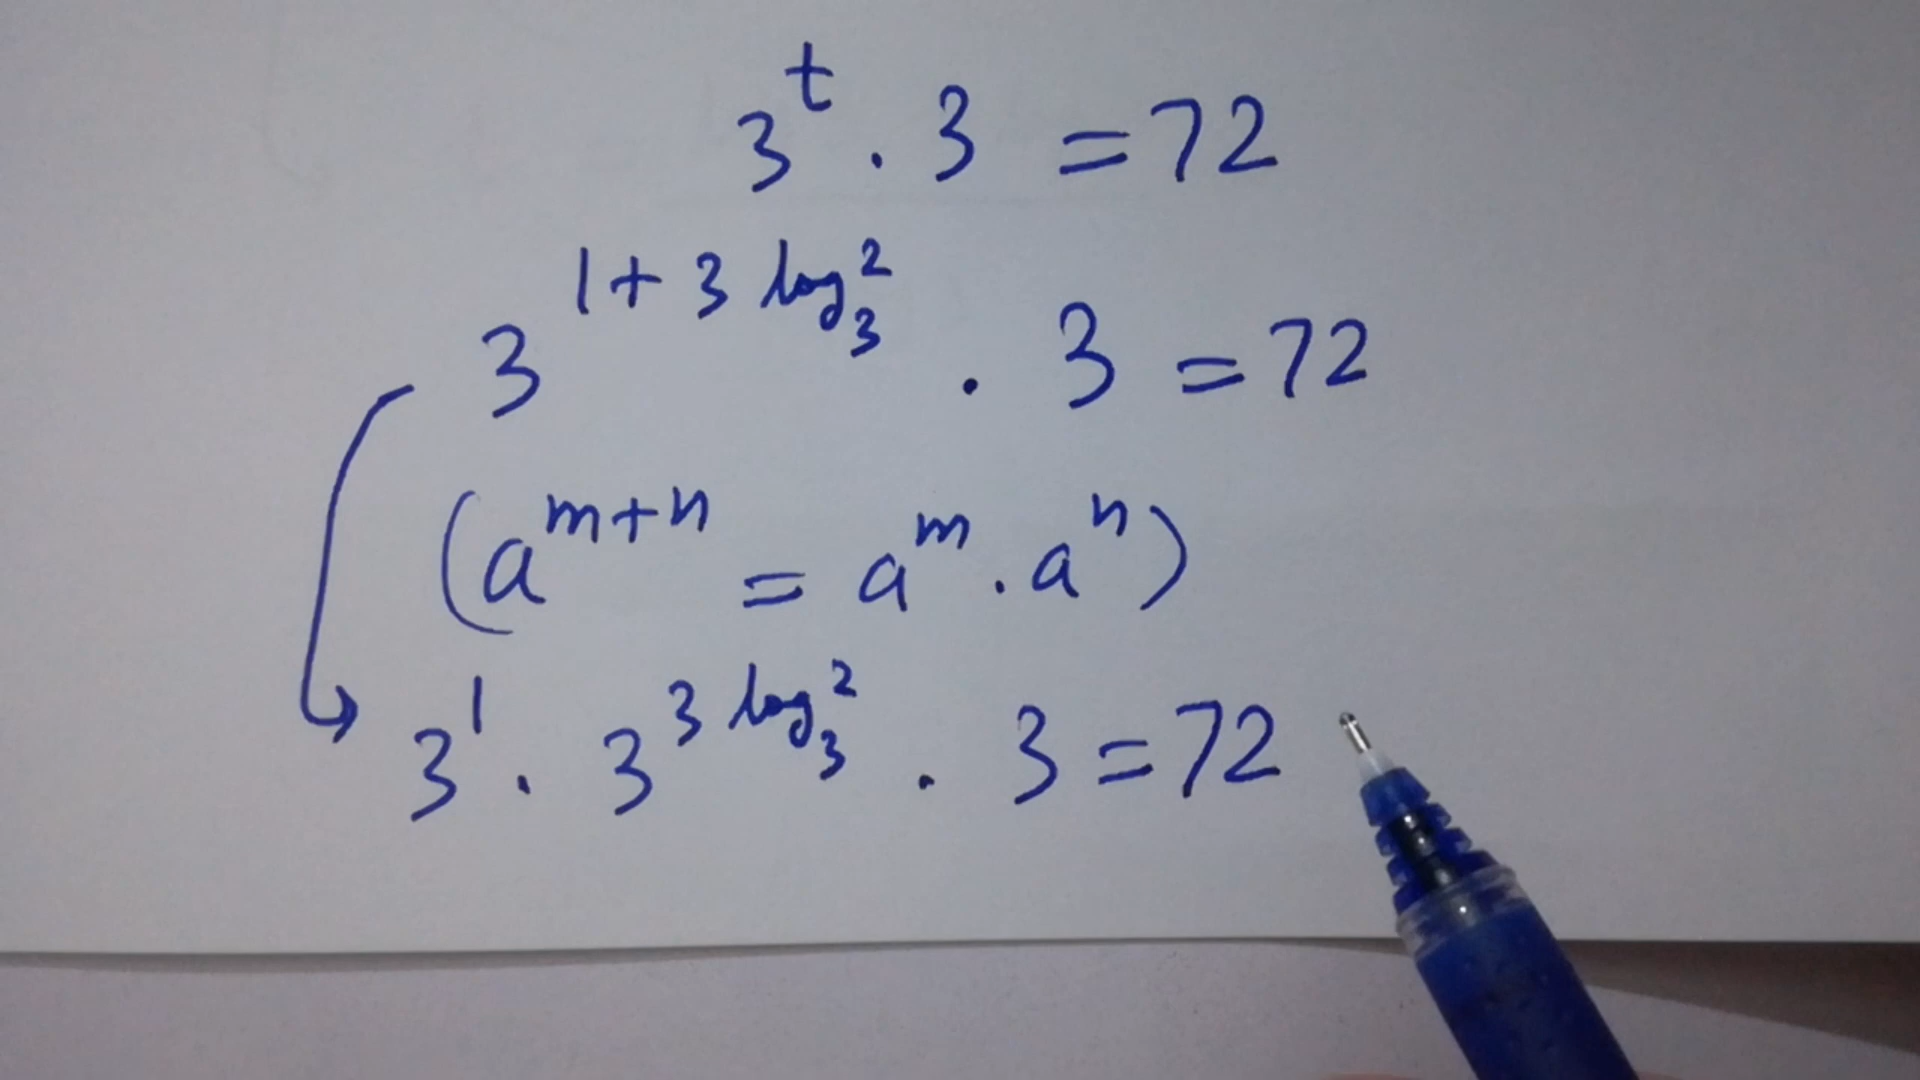 3^t . 3 = 72
3^(1+3 log_3^2) . 3 = 72
(a^(m+n) = a^m . a^n)
3^1 . 3^(3 log_3^2) . 3 = 72